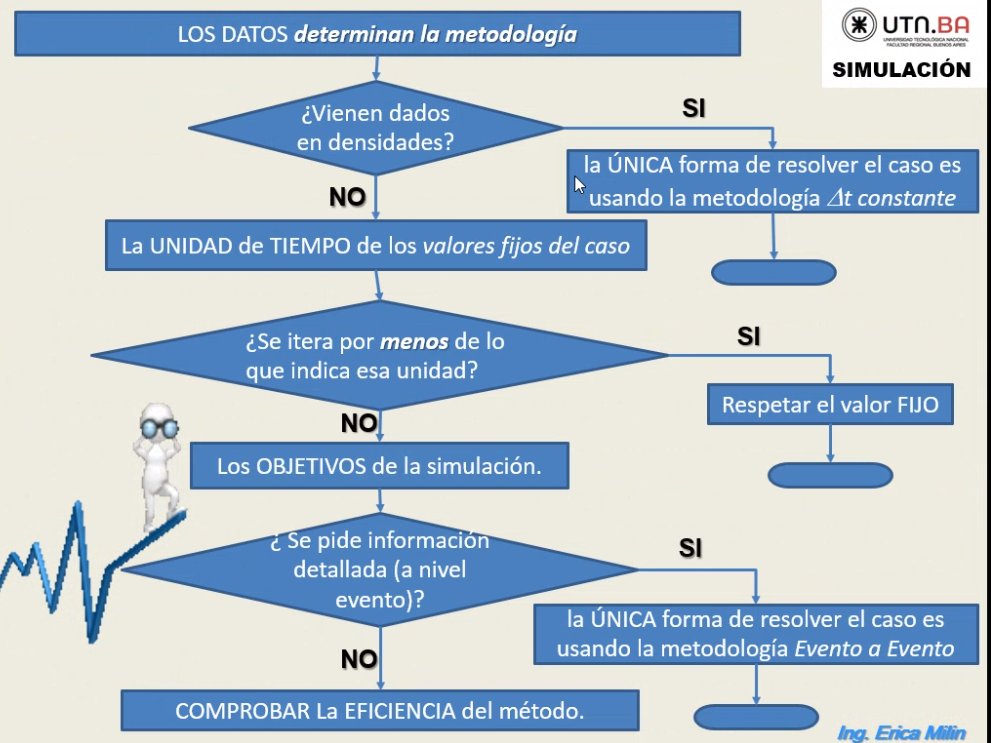 LOS DATOS determinan la metodología
UTN.BA
UNIVERSIDAD TECNOLÓGICA NACIONAL
FACULTAD REGIONAL BUENOS AIRES
SIMULACIÓN
¿Vienen dados
en densidades?
SI
la ÚNICA forma de resolver el caso es
usando la metodología Δt constante
NO
La UNIDAD de TIEMPO de los valores fijos del caso
¿Se itera por menos de lo
que indica esa unidad?
SI
Respetar el valor FIJO
NO
Los OBJETIVOS de la simulación.
¿ Se pide información
detallada (a nivel
evento)?
SI
la ÚNICA forma de resolver el caso es
usando la metodología Evento a Evento
NO
COMPROBAR La EFICIENCIA del método.
Ing. Erica Milin